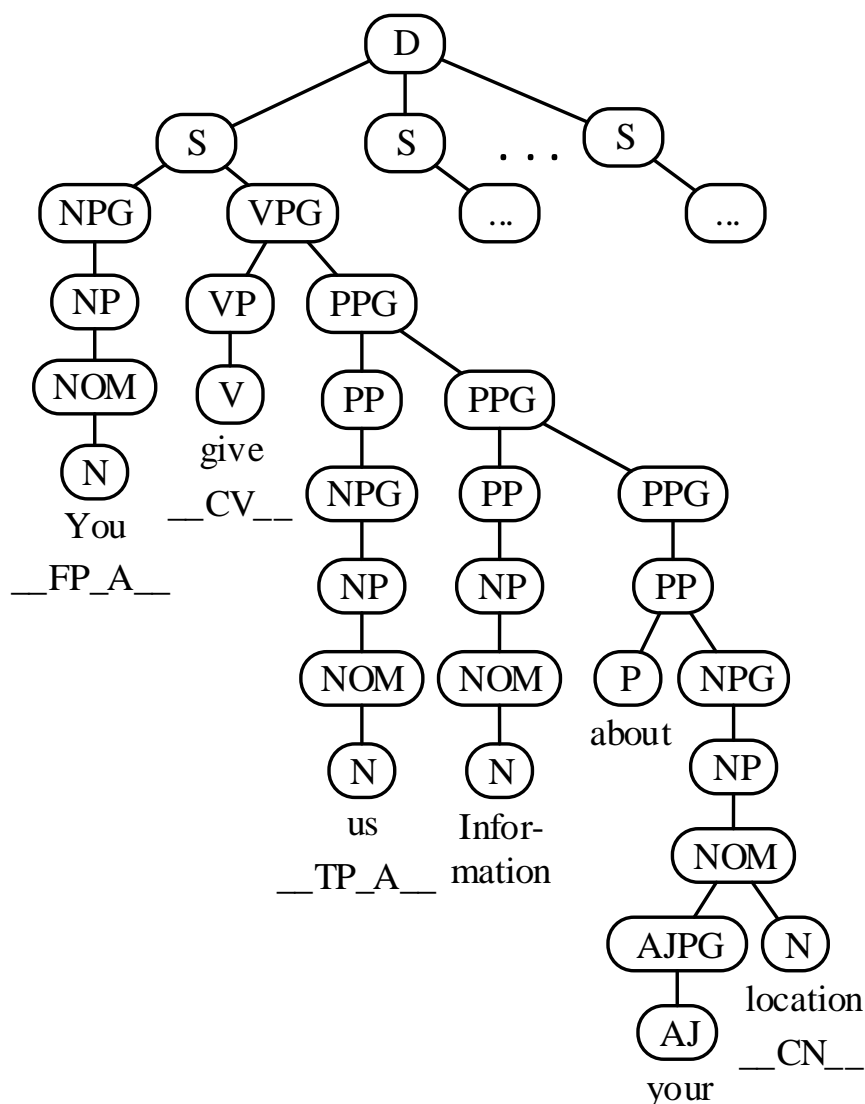 D
S S . . . S
NPG VPG ... ...
NP VP PPG
NOM V PP PPG
give
N NPG PP PPG
You __CV__
__FP_A__ NP NP PP
NOM NOM P NPG
about
N N NP
us Infor-
__TP_A__ mation NOM
AJPG N
location
AJ __CN__
your